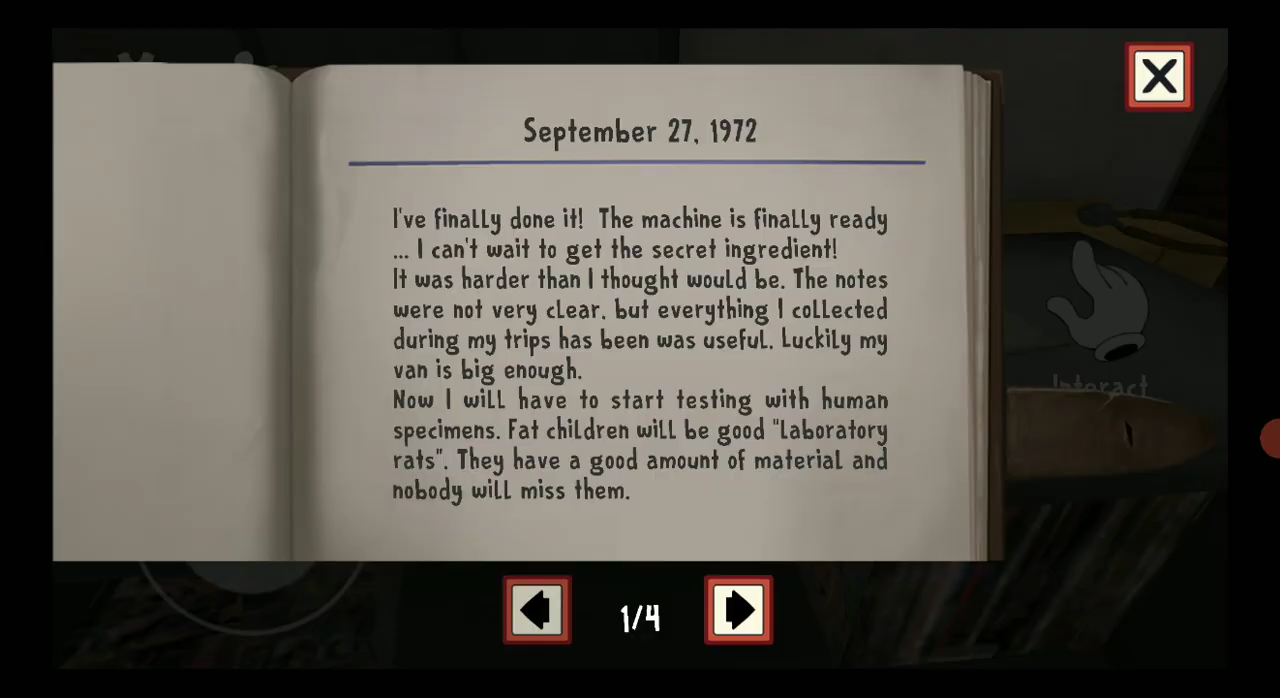 September 27, 1972
I've finally done it! The machine is finally ready
... I can't wait to get the secret ingredient!
It was harder than I thought would be. The notes
were not very clear, but everything I collected
during my trips has been was useful. Luckily my
van is big enough.
Now I will have to start testing with human
specimens. Fat children will be good "laboratory
rats". They have a good amount of material and
nobody will miss them.
Interact
1/4